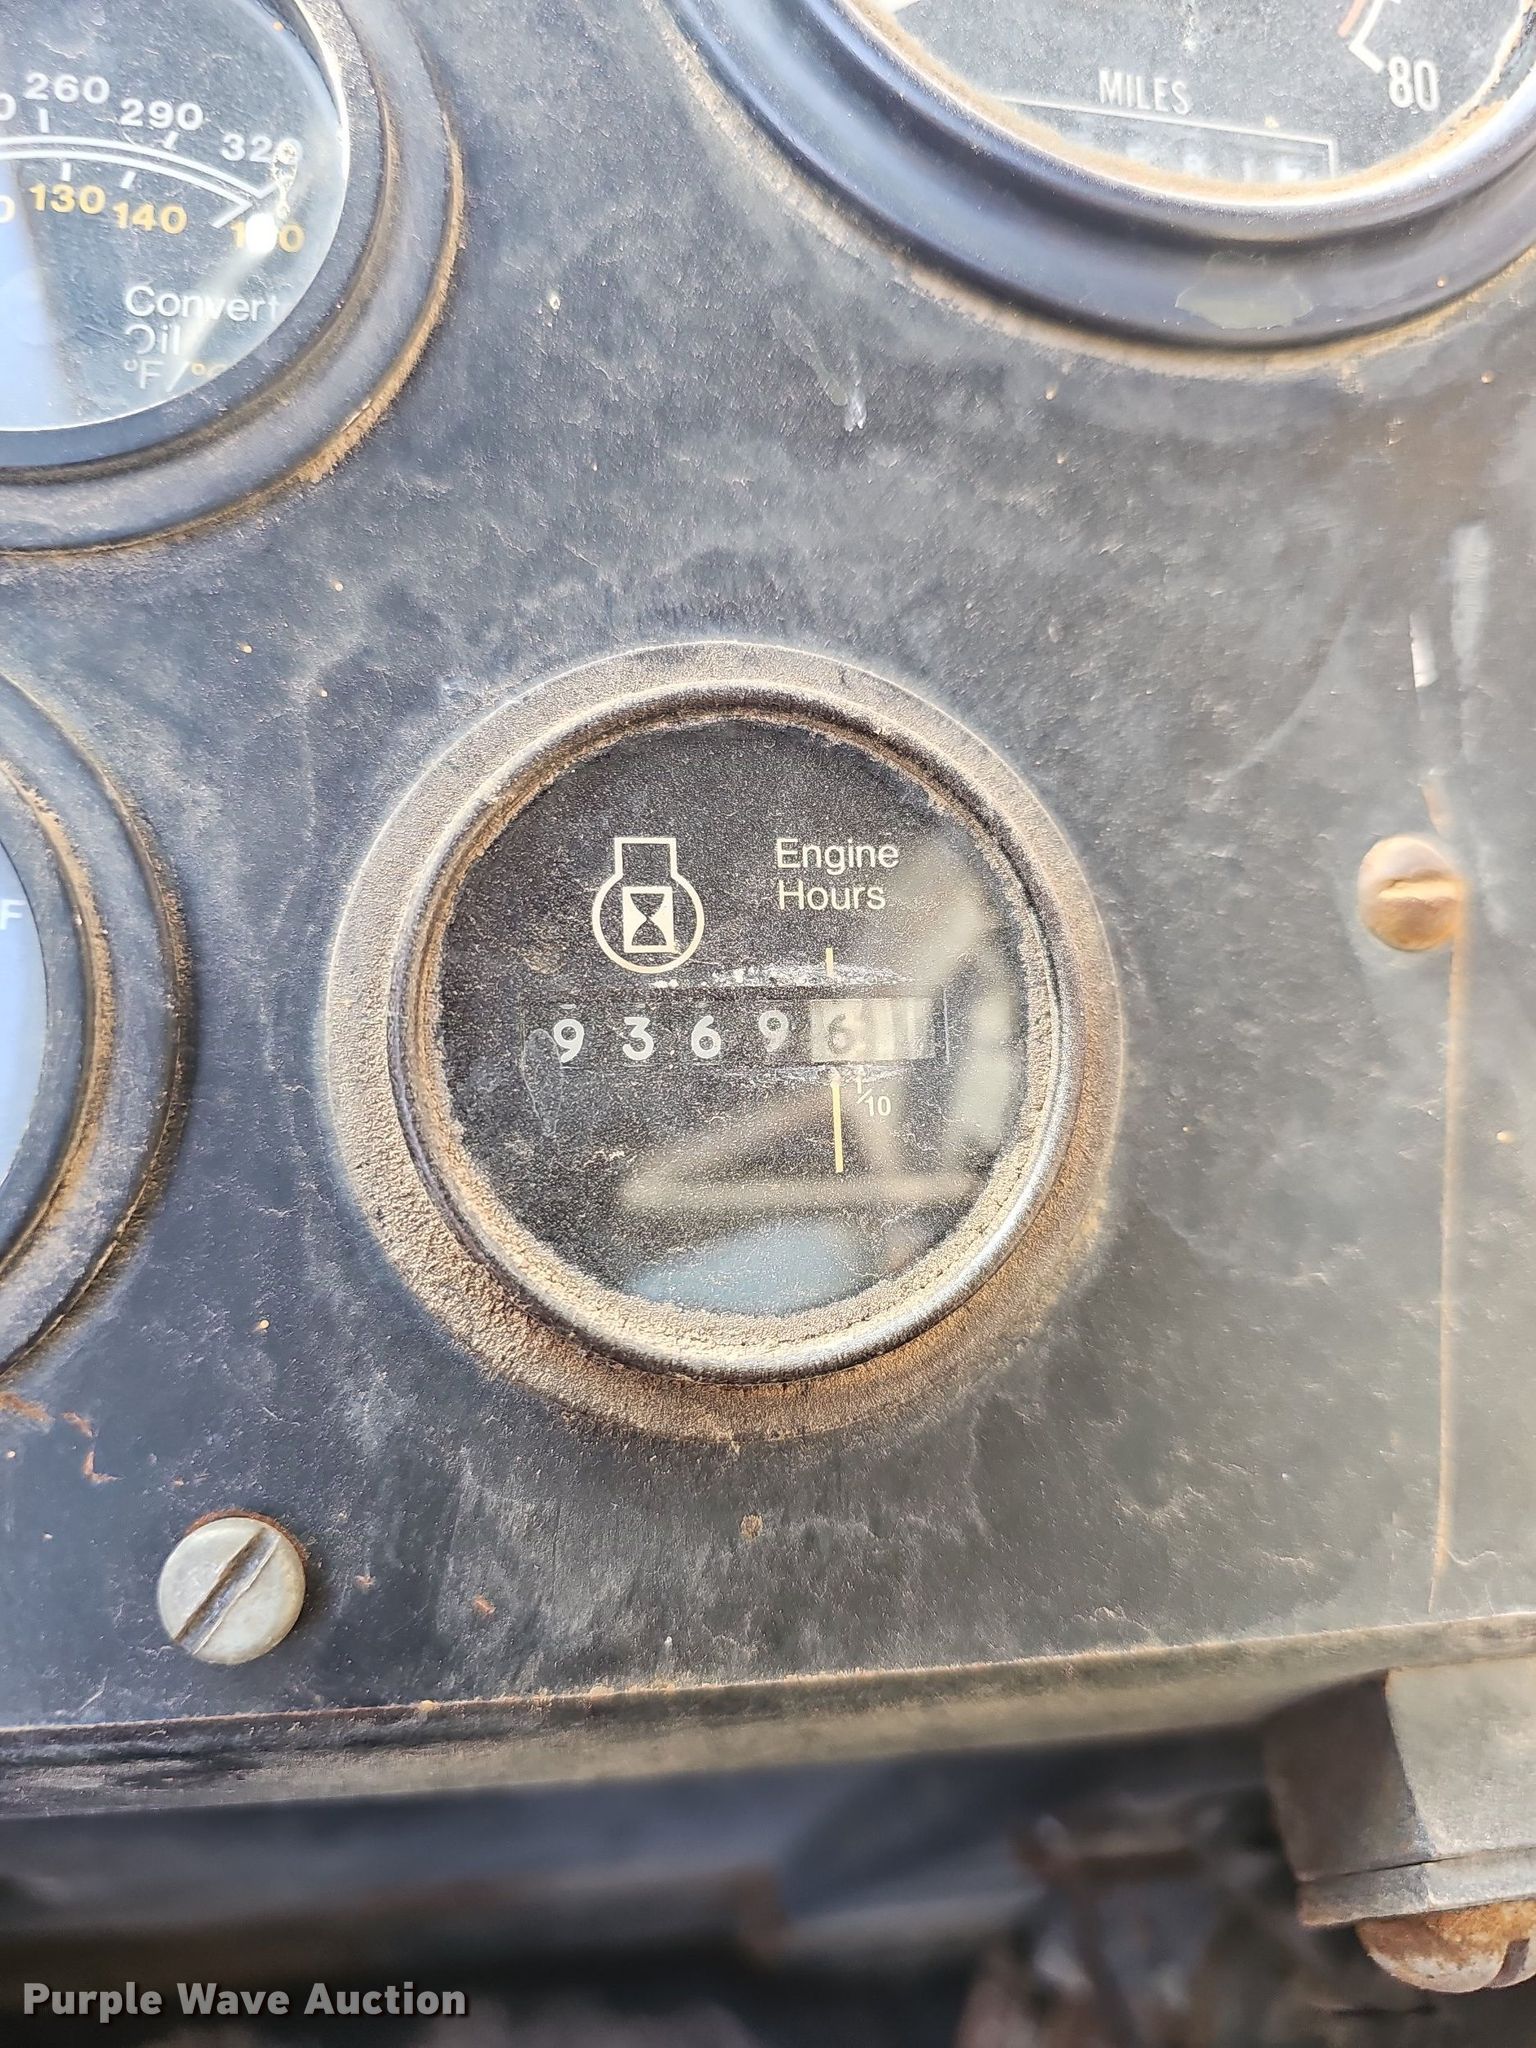 260 290 320
130 140
Convert
Oil
°F/°C
MILES
80
F
Engine
Hours
9 3 6 9 6
1/10
Purple Wave Auction